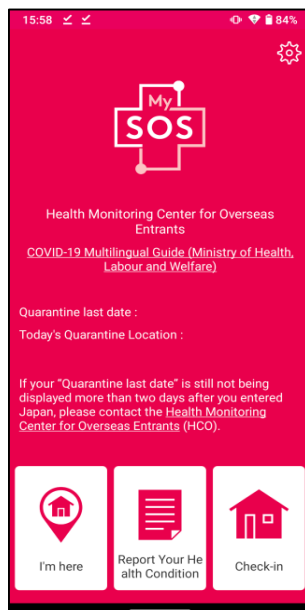 15:58
84%
My
SOS
Health Monitoring Center for Overseas
Entrants
COVID-19 Multilingual Guide (Ministry of Health,
Labour and Welfare)
Quarantine last date :
Today's Quarantine Location :
If your "Quarantine last date" is still not being
displayed more than two days after you entered
Japan, please contact the Health Monitoring
Center for Overseas Entrants (HCO).
I'm here
Report Your He
alth Condition
Check-in